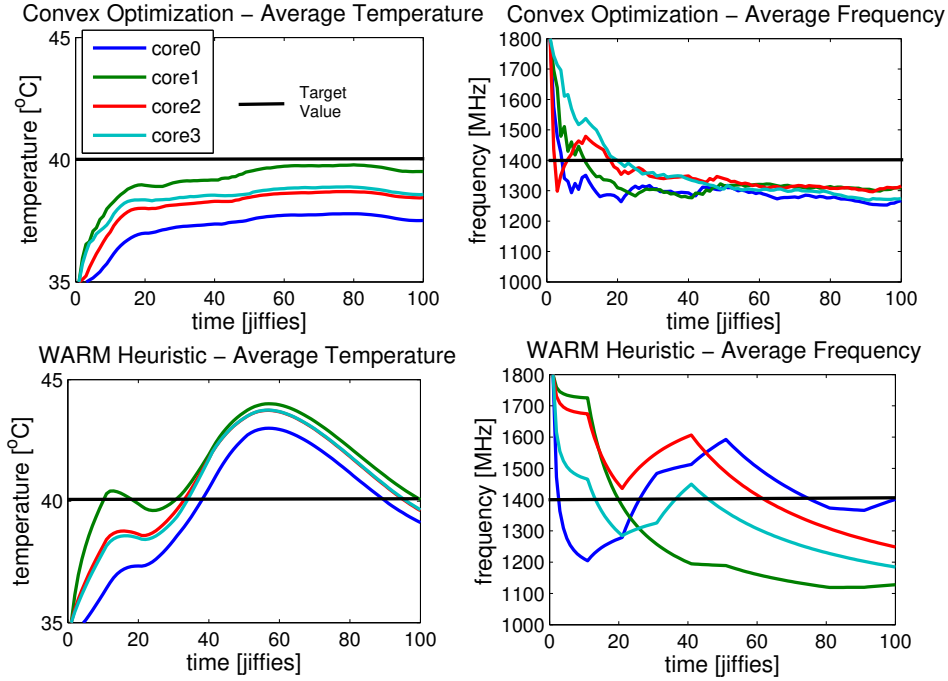 Convex Optimization – Average Temperature
45
40
35
temperature [°C]
core0
core1
core2
core3
Target
Value
0 20 40 60 80 100
time [jiffies]
Convex Optimization – Average Frequency
1800
1700
1600
1500
1400
1300
1200
1100
1000
frequency [MHz]
0 20 40 60 80 100
time [jiffies]
WARM Heuristic – Average Temperature
45
40
35
temperature [°C]
0 20 40 60 80 100
time [jiffies]
WARM Heuristic – Average Frequency
1800
1700
1600
1500
1400
1300
1200
1100
1000
frequency [MHz]
0 20 40 60 80 100
time [jiffies]